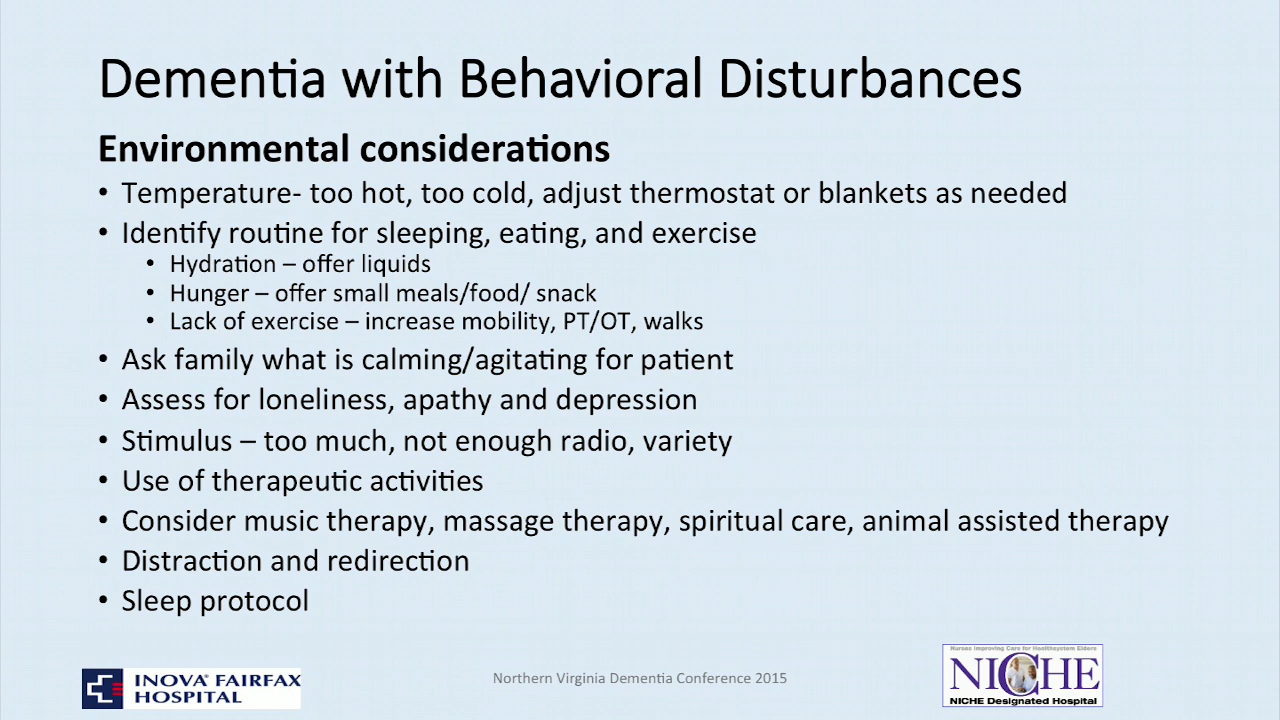 Dementia with Behavioral Disturbances
Environmental considerations
• Temperature- too hot, too cold, adjust thermostat or blankets as needed
• Identify routine for sleeping, eating, and exercise
• Hydration – offer liquids
• Hunger – offer small meals/food/ snack
• Lack of exercise – increase mobility, PT/OT, walks
• Ask family what is calming/agitating for patient
• Assess for loneliness, apathy and depression
• Stimulus – too much, not enough radio, variety
• Use of therapeutic activities
• Consider music therapy, massage therapy, spiritual care, animal assisted therapy
• Distraction and redirection
• Sleep protocol
INOVA® FAIRFAX
HOSPITAL
Northern Virginia Dementia Conference 2015
Nurses Improving Care for Healthsystem Elders
NICHE
NICHE Designated Hospital